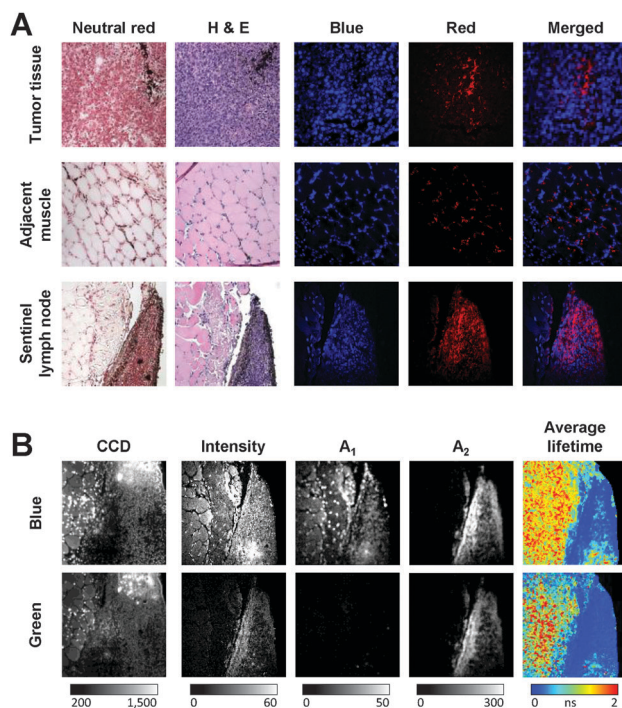 A
Neutral red
H & E
Blue
Red
Merged
Tumor tissue
Adjacent
muscle
Sentinel
lymph node
B
CCD
Intensity
A₁
A₂
Average
lifetime
Blue
Green
200 1,500
0 60
0 50
0 300
0 ns 2